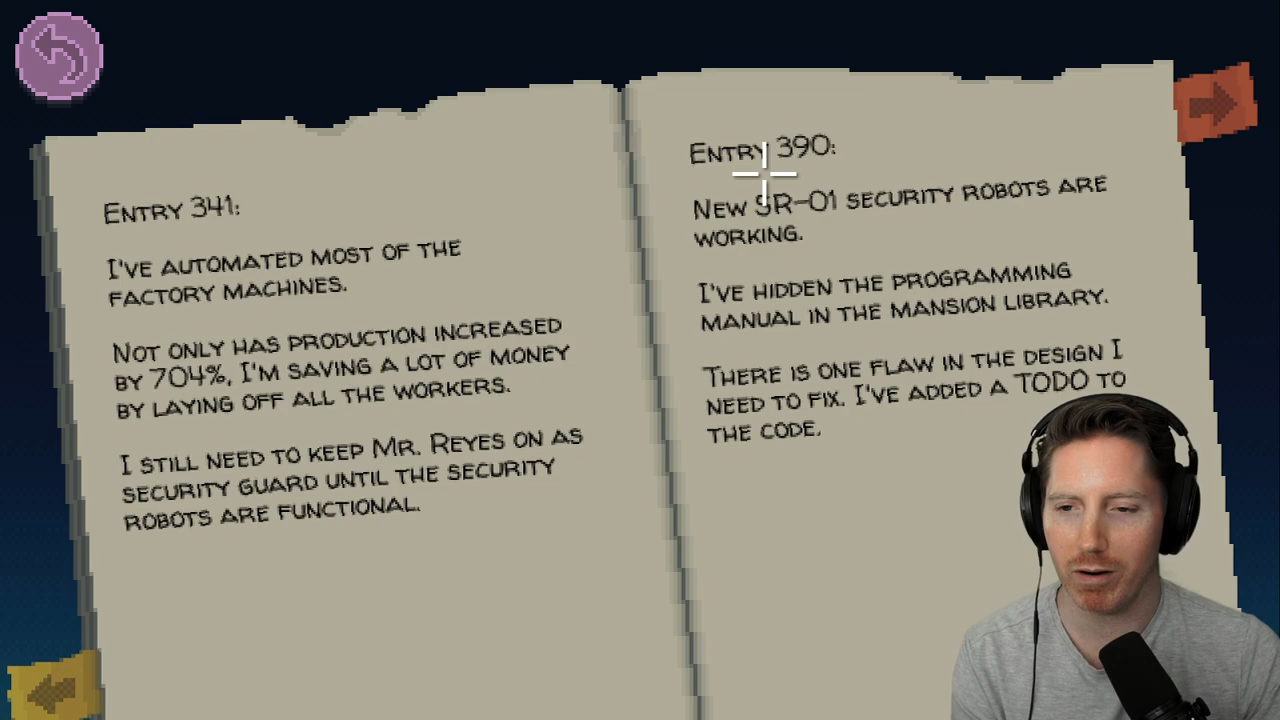 Entry 341:
I've automated most of the
factory machines.
Not only has production increased
by 704%, I'm saving a lot of money
by laying off all the workers.
I still need to keep Mr. Reyes on as
security guard until the security
robots are functional.
Entry 390:
New SR-01 security robots are
working.
I've hidden the programming
manual in the mansion library.
There is one flaw in the design I
need to fix. I've added a TODO to
the code.